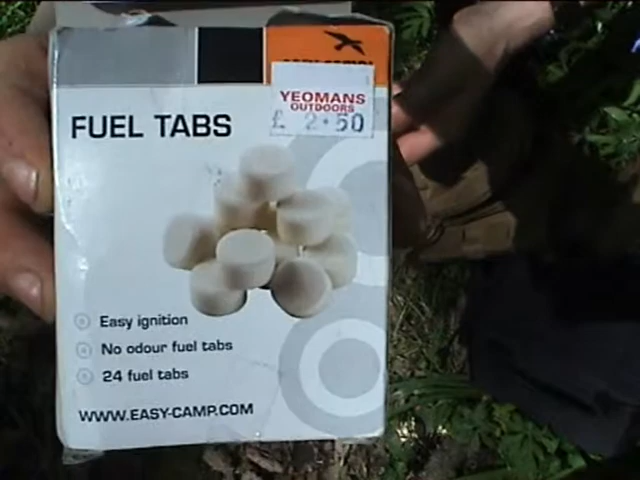 YEOMANS
OUTDOORS
£ 2·50
FUEL TABS
Easy ignition
No odour fuel tabs
24 fuel tabs
WWW.EASY-CAMP.COM